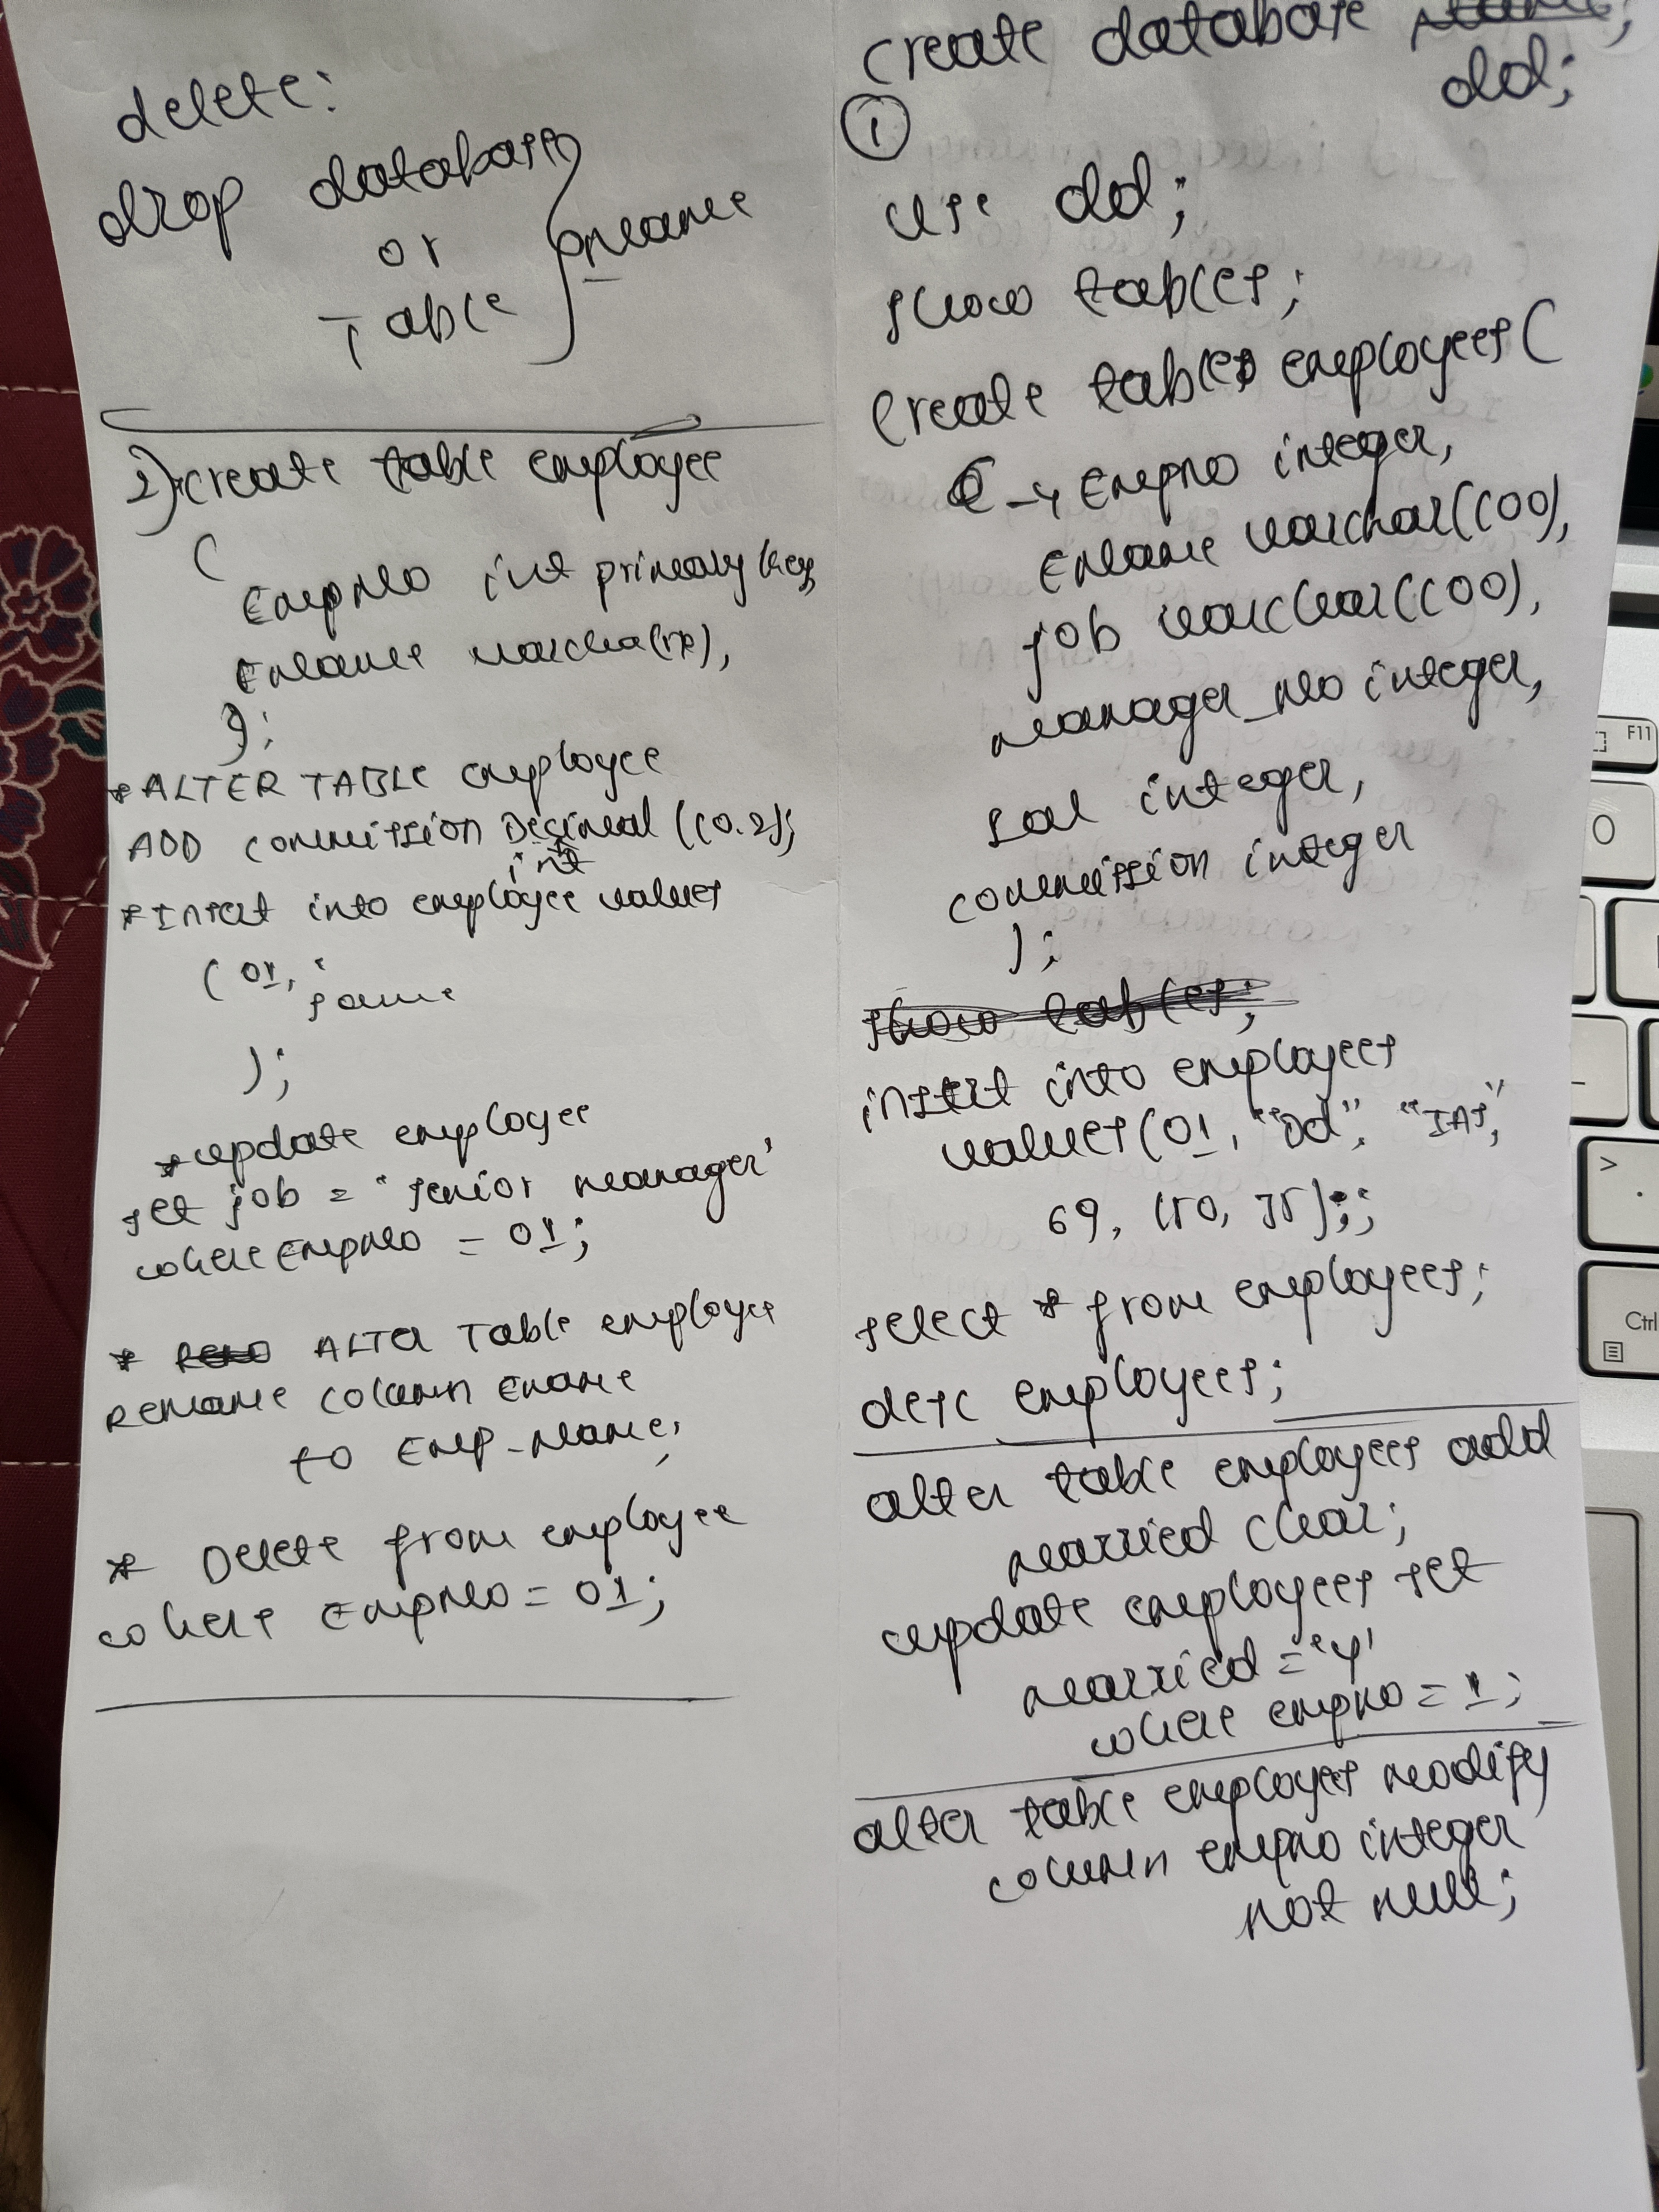 delete:
drop database
or
Table
name
2) create table employee
(
EmpNo int primary key,
EName varchar( ),
);
* ALTER TABLE employee
ADD commission Decimal (10.2);
int
* Insert into employee values
(01,
same
);
* update employee
set job = 'senior manager'
where EmpNo = 01;
* ALTER Table employee
Rename column Ename
to Emp_Name;
* Delete from employee
where EmpNo = 01;
create database
dd;
1
use dd;
show tables;
create table employees (
Empno integer,
Ename varchar(100),
job varchar(100),
manager_no integer,
sal integer,
commission integer
);
show tables;
insert into employees
values (01, "Dd", "IAS",
69, 150, 75);;
select * from employees;
desc employees;
alter table employees add
married char;
update employees set
married = 'y'
where empno = 1;
alter table employees modify
column empno integer
not null;
F11
O
>
.
Ctrl